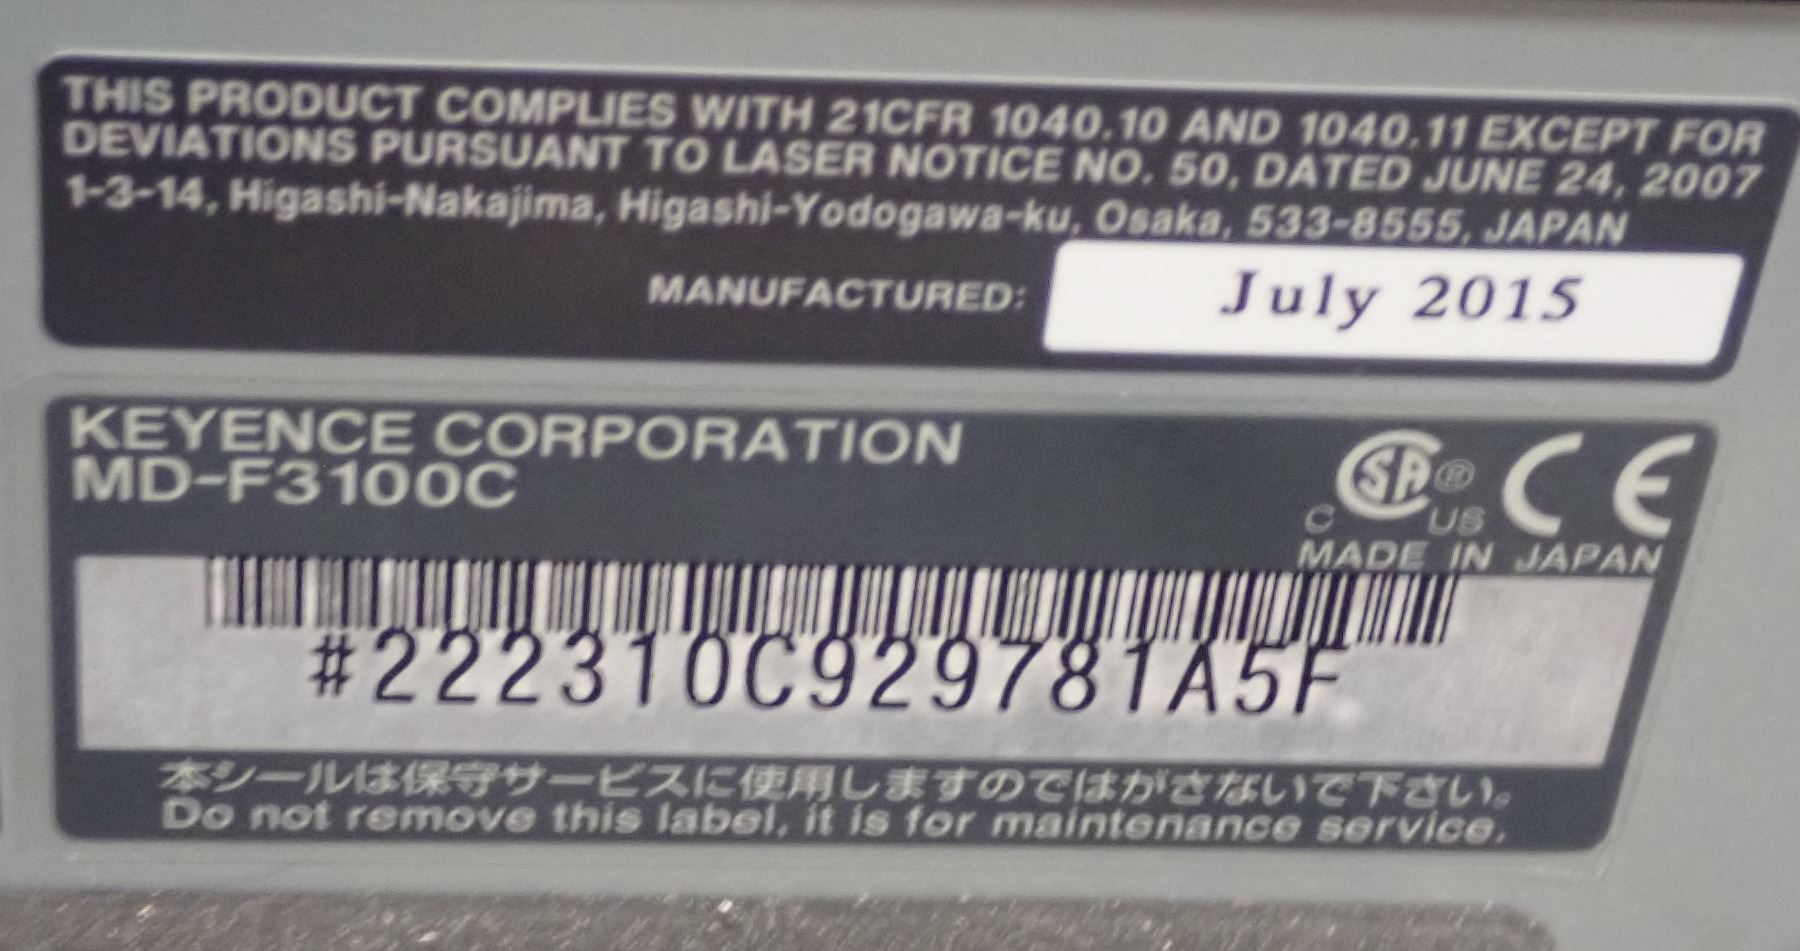 THIS PRODUCT COMPLIES WITH 21CFR 1040.10 AND 1040.11 EXCEPT FOR
DEVIATIONS PURSUANT TO LASER NOTICE NO. 50, DATED JUNE 24, 2007
1-3-14, Higashi-Nakajima, Higashi-Yodogawa-ku, Osaka, 533-8555, JAPAN
MANUFACTURED: July 2015
KEYENCE CORPORATION
MD-F3100C
C SA ® US CE
MADE IN JAPAN
#222310C929781A5F
本シールは保守サービスに使用しますのではがさないで下さい。
Do not remove this label, it is for maintenance service.